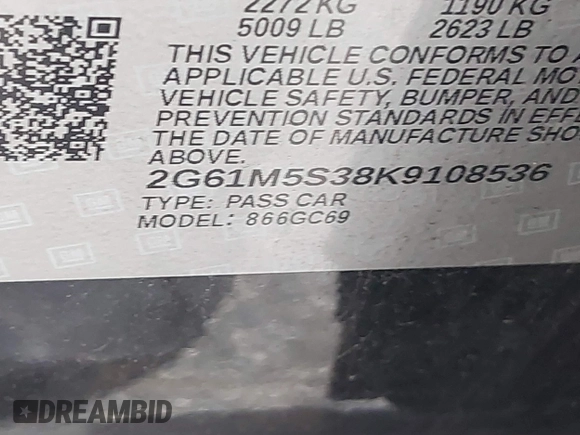 2272 KG 1190 KG
5009 LB 2623 LB
THIS VEHICLE CONFORMS TO A
APPLICABLE U.S. FEDERAL MO
VEHICLE SAFETY, BUMPER, AND
PREVENTION STANDARDS IN EFFE
THE DATE OF MANUFACTURE SHO
ABOVE.
2G61M5S38K9108536
TYPE: PASS CAR
MODEL: 866GC69
DREAMBID